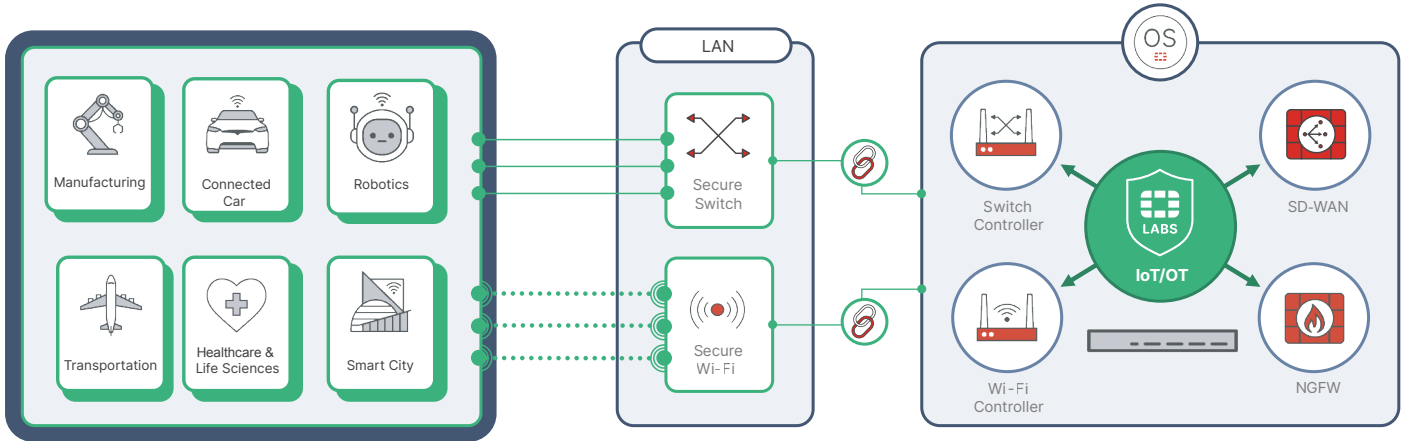 LAN
OS
Manufacturing
Connected
Car
Robotics
Secure
Switch
Switch
Controller
LABS
IoT/OT
SD-WAN
Transportation
Healthcare &
Life Sciences
Smart City
Secure
Wi-Fi
Wi-Fi
Controller
NGFW